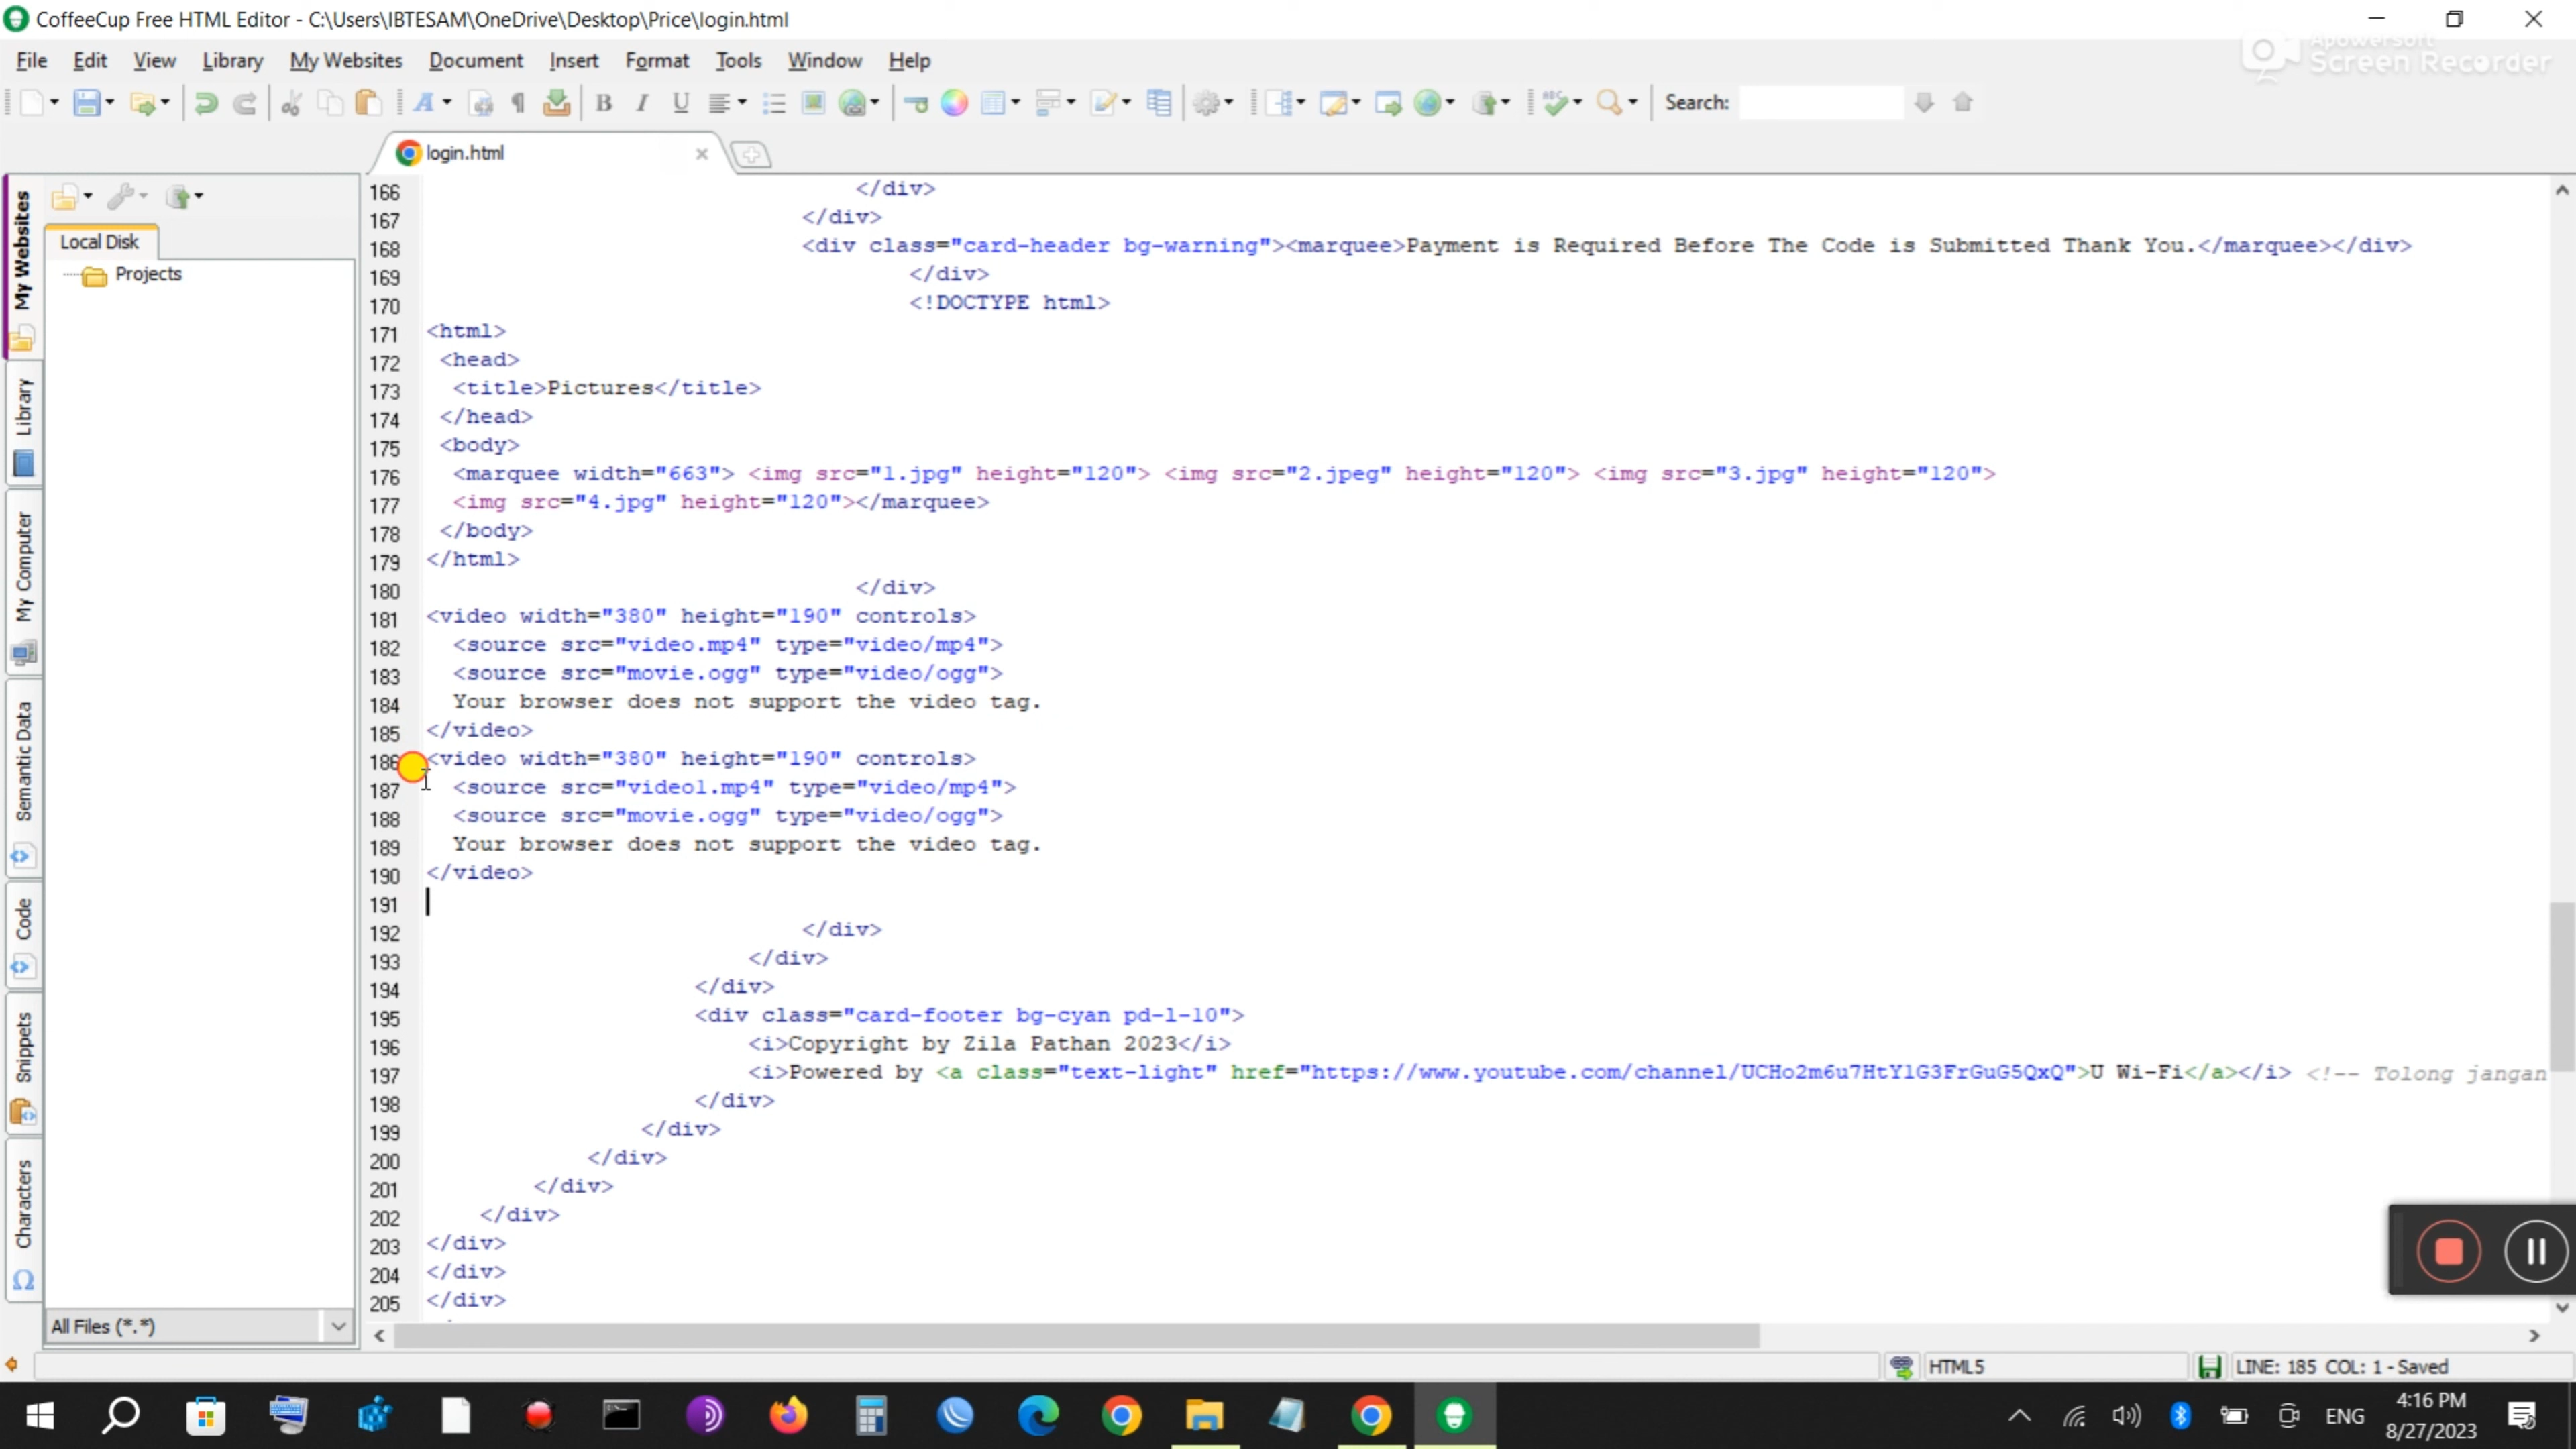 CoffeeCup Free HTML Editor - C:\Users\IBTESAM\OneDrive\Desktop\Price\login.html
Apowersoft
Screen Recorder
File Edit View Library My Websites Document Insert Format Tools Window Help
Search:
login.html
My Websites
Library
My Computer
Semantic Data
Code
Snippets
Characters
Local Disk
Projects
All Files (*.*)
166 </div>
167 </div>
168 <div class="card-header bg-warning"><marquee>Payment is Required Before The Code is Submitted Thank You.</marquee></div>
169 </div>
170 <!DOCTYPE html>
171 <html>
172 <head>
173 <title>Pictures</title>
174 </head>
175 <body>
176 <marquee width="663"> <img src="1.jpg" height="120"> <img src="2.jpeg" height="120"> <img src="3.jpg" height="120">
177 <img src="4.jpg" height="120"></marquee>
178 </body>
179 </html>
180 </div>
181 <video width="380" height="190" controls>
182 <source src="video.mp4" type="video/mp4">
183 <source src="movie.ogg" type="video/ogg">
184 Your browser does not support the video tag.
185 </video>
186 <video width="380" height="190" controls>
187 <source src="video1.mp4" type="video/mp4">
188 <source src="movie.ogg" type="video/ogg">
189 Your browser does not support the video tag.
190 </video>
191
192 </div>
193 </div>
194 </div>
195 <div class="card-footer bg-cyan pd-l-10">
196 <i>Copyright by Zila Pathan 2023</i>
197 <i>Powered by <a class="text-light" href="https://www.youtube.com/channel/UCHo2m6u7HtY1G3FrGuG5QxQ">U Wi-Fi</a></i> <!-- Tolong jangan
198 </div>
199 </div>
200 </div>
201 </div>
202 </div>
203 </div>
204 </div>
205 </div>
HTML5
LINE: 185 COL: 1 - Saved
ENG
4:16 PM
8/27/2023